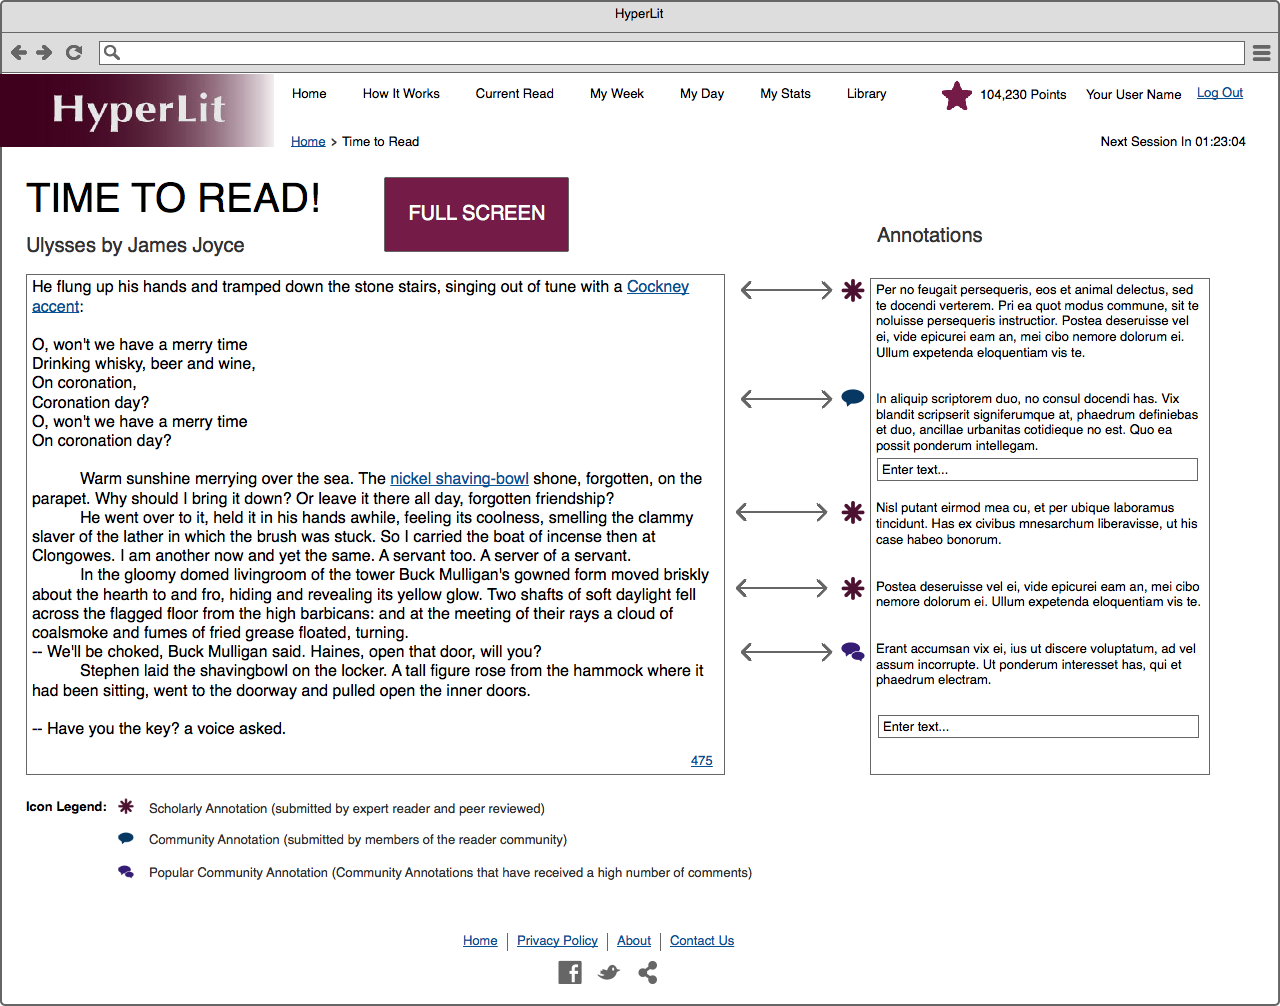 HyperLit
HyperLit
Home How It Works Current Read My Week My Day My Stats Library
104,230 Points Your User Name Log Out
Home > Time to Read
Next Session In 01:23:04
TIME TO READ!
FULL SCREEN
Ulysses by James Joyce
He flung up his hands and tramped down the stone stairs, singing out of tune with a Cockney
accent:
O, won't we have a merry time
Drinking whisky, beer and wine,
On coronation,
Coronation day?
O, won't we have a merry time
On coronation day?
Warm sunshine merrying over the sea. The nickel shaving-bowl shone, forgotten, on the
parapet. Why should I bring it down? Or leave it there all day, forgotten friendship?
He went over to it, held it in his hands awhile, feeling its coolness, smelling the clammy
slaver of the lather in which the brush was stuck. So I carried the boat of incense then at
Clongowes. I am another now and yet the same. A servant too. A server of a servant.
In the gloomy domed livingroom of the tower Buck Mulligan's gowned form moved briskly
about the hearth to and fro, hiding and revealing its yellow glow. Two shafts of soft daylight fell
across the flagged floor from the high barbicans: and at the meeting of their rays a cloud of
coalsmoke and fumes of fried grease floated, turning.
-- We'll be choked, Buck Mulligan said. Haines, open that door, will you?
Stephen laid the shavingbowl on the locker. A tall figure rose from the hammock where it
had been sitting, went to the doorway and pulled open the inner doors.
-- Have you the key? a voice asked.
475
Annotations
Per no feugait persequeris, eos et animal delectus, sed
te docendi verterem. Pri ea quot modus commune, sit te
noluisse persequeris instructior. Postea deseruisse vel
ei, vide epicurei eam an, mei cibo nemore dolorum ei.
Ullum expetenda eloquentiam vis te.
In aliquip scriptorem duo, no consul docendi has. Vix
blandit scripserit signiferumque at, phaedrum definiebas
et duo, ancillae urbanitas cotidieque no est. Quo ea
possit ponderum intellegam.
Enter text...
Nisl putant eirmod mea cu, et per ubique laboramus
tincidunt. Has ex civibus mnesarchum liberavisse, ut his
case habeo bonorum.
Postea deseruisse vel ei, vide epicurei eam an, mei cibo
nemore dolorum ei. Ullum expetenda eloquentiam vis te.
Erant accumsan vix ei, ius ut discere voluptatum, ad vel
assum incorrupte. Ut ponderum interesset has, qui et
phaedrum electram.
Enter text...
Icon Legend:
Scholarly Annotation (submitted by expert reader and peer reviewed)
Community Annotation (submitted by members of the reader community)
Popular Community Annotation (Community Annotations that have received a high number of comments)
Home Privacy Policy About Contact Us